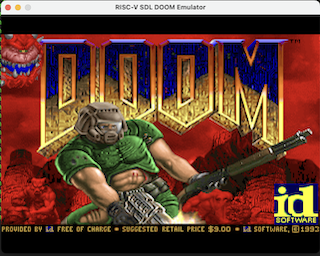 RISC-V SDL DOOM Emulator
DOOM™
id
SOFTWARE
PROVIDED BY id FREE OF CHARGE * SUGGESTED RETAIL PRICE $9.00 * id SOFTWARE, © 1993